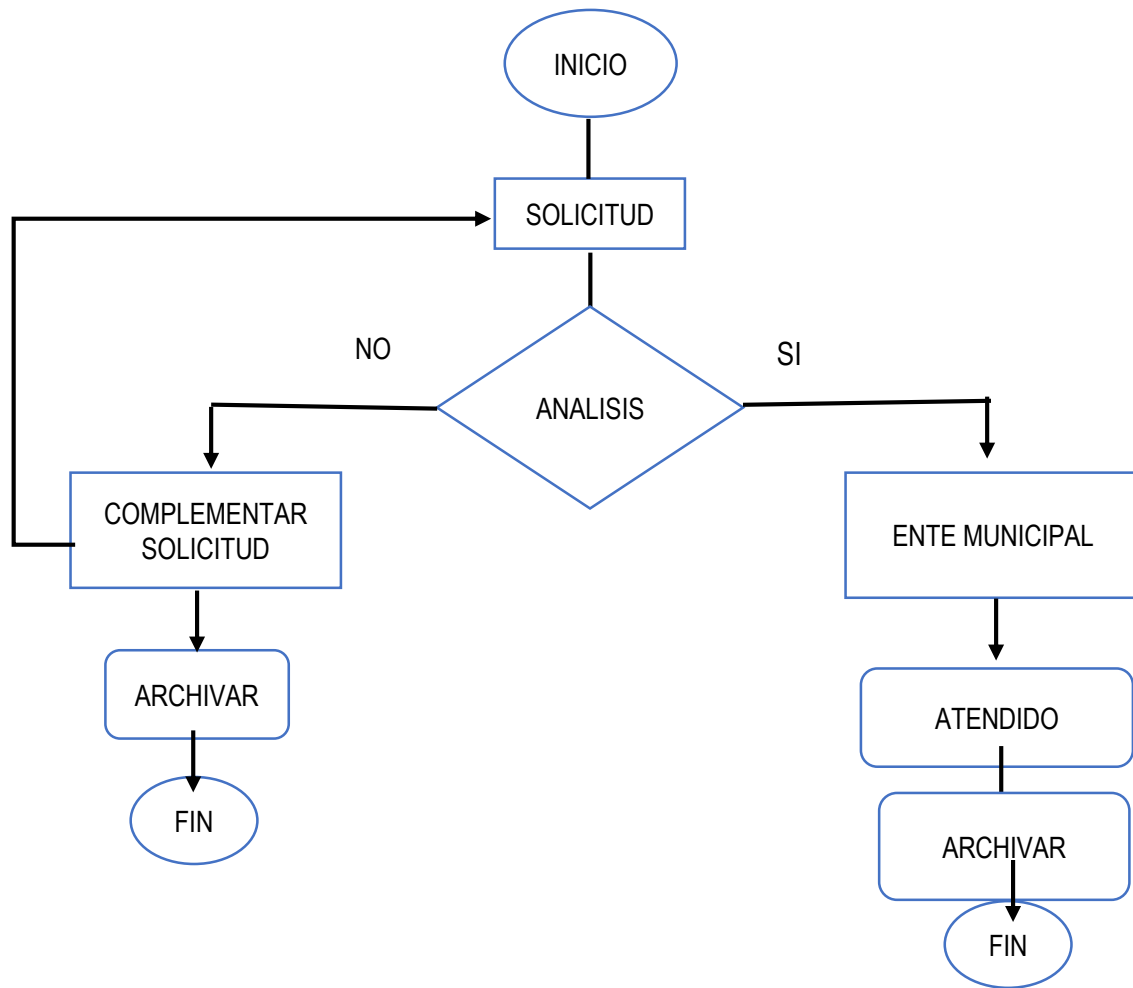 INICIO
SOLICITUD
NO
SI
ANALISIS
COMPLEMENTAR
SOLICITUD
ENTE MUNICIPAL
ARCHIVAR
ATENDIDO
FIN
ARCHIVAR
FIN